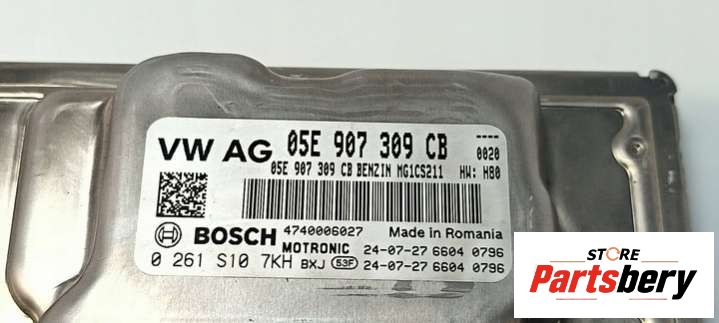 VW AG 05E 907 309 CB ----
0020
05E 907 309 CB BENZIN MG1CS211 HW: H80
4740006027 Made in Romania
BOSCH MOTRONIC 24-07-27 6604 0796
0 261 S10 7KH BXJ 53F 24-07-27 6604 0796
STORE
Partsbery